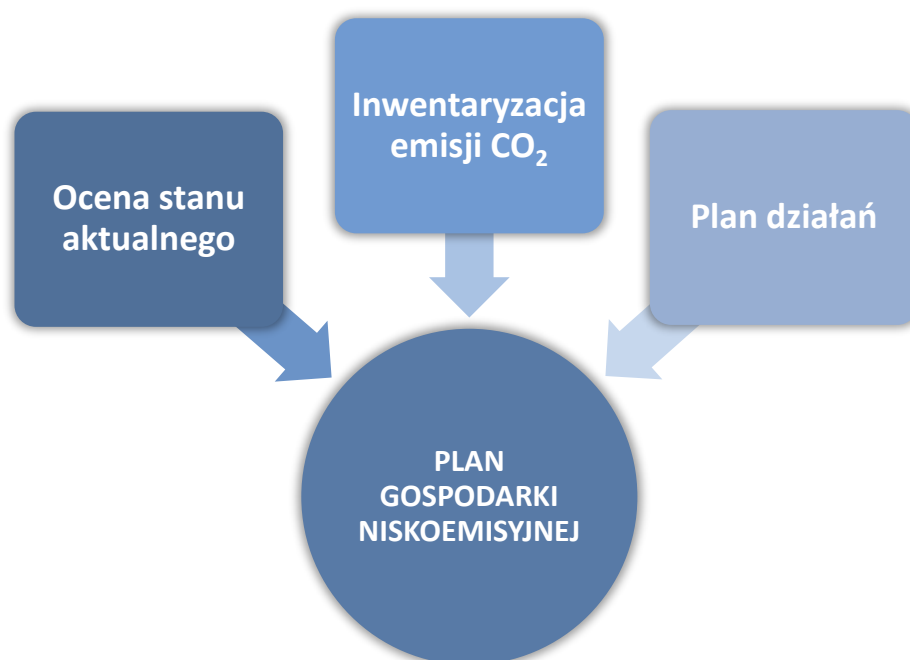 Ocena stanu
aktualnego
Inwentaryzacja
emisji CO₂
Plan działań
PLAN
GOSPODARKI
NISKOEMISYJNEJ